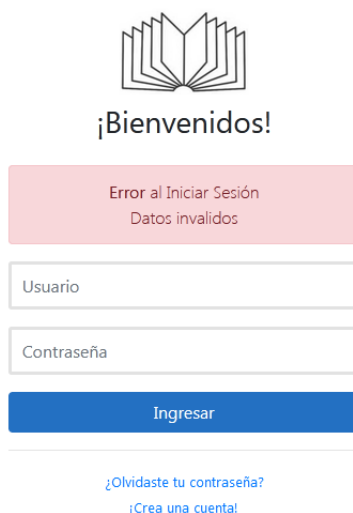 ¡Bienvenidos!
Error al Iniciar Sesión
Datos invalidos
Usuario
Contraseña
Ingresar
¿Olvidaste tu contraseña?
¡Crea una cuenta!